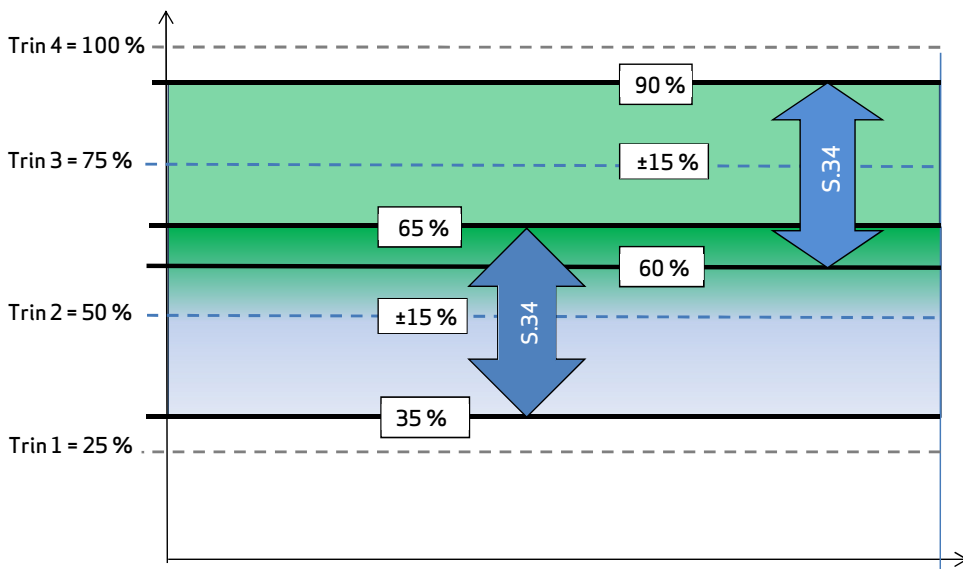 Trin 4 = 100 %
90 %
Trin 3 = 75 %
±15 %
S.34
65 %
60 %
Trin 2 = 50 %
±15 %
S.34
35 %
Trin 1 = 25 %